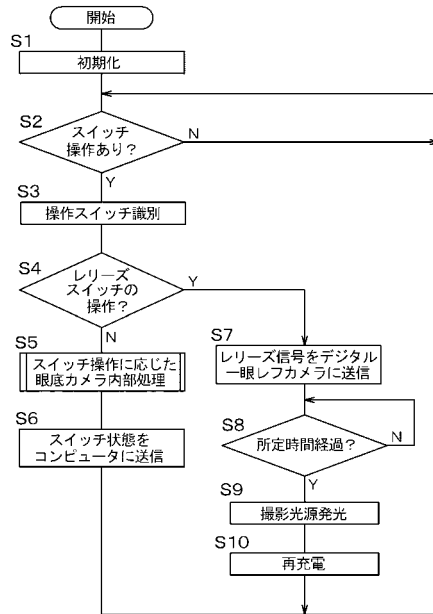 開始
S1
初期化
S2
スイッチ
操作あり?
N
Y
S3
操作スイッチ識別
S4
レリーズ
スイッチの
操作?
Y
N
S5
スイッチ操作に応じた
眼底カメラ内部処理
S6
スイッチ状態を
コンピュータに送信
S7
レリーズ信号をデジタル
一眼レフカメラに送信
S8
所定時間経過?
N
Y
S9
撮影光源発光
S10
再充電